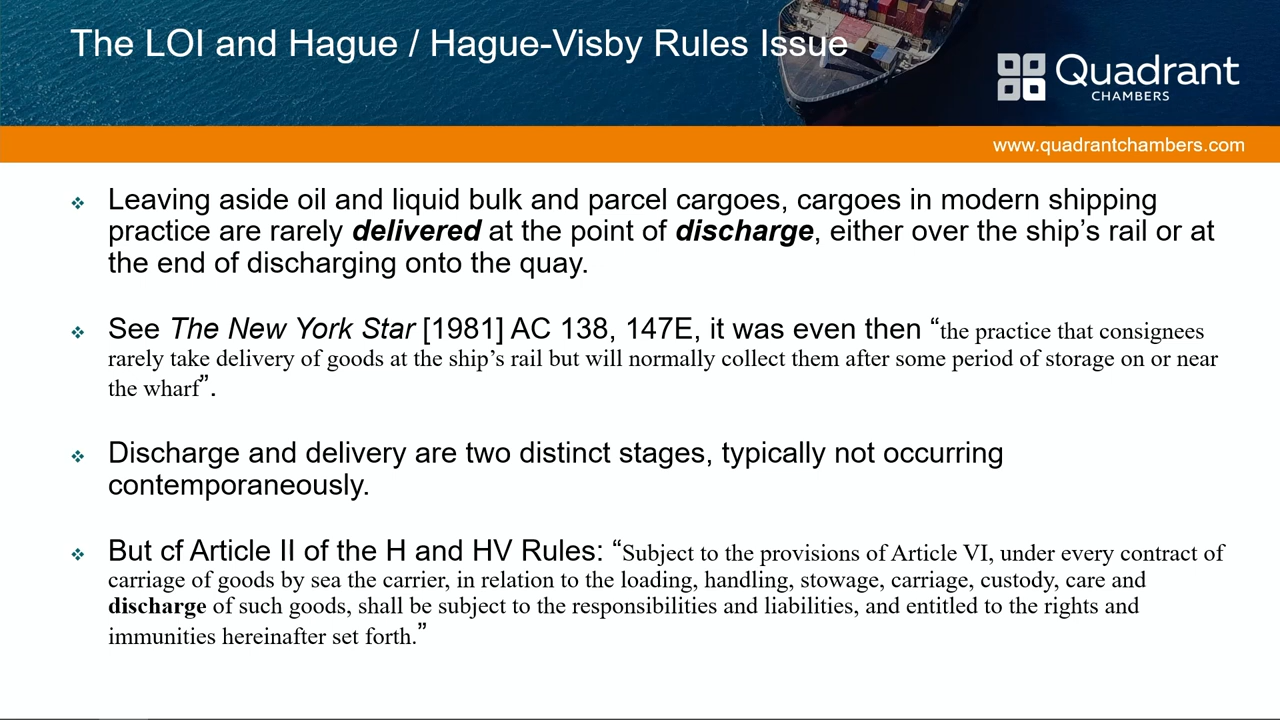 The LOI and Hague / Hague-Visby Rules Issue
Quadrant
CHAMBERS
www.quadrantchambers.com
❖ Leaving aside oil and liquid bulk and parcel cargoes, cargoes in modern shipping
practice are rarely delivered at the point of discharge, either over the ship’s rail or at
the end of discharging onto the quay.
❖ See The New York Star [1981] AC 138, 147E, it was even then “the practice that consignees
rarely take delivery of goods at the ship’s rail but will normally collect them after some period of storage on or near
the wharf”.
❖ Discharge and delivery are two distinct stages, typically not occurring
contemporaneously.
❖ But cf Article II of the H and HV Rules: “Subject to the provisions of Article VI, under every contract of
carriage of goods by sea the carrier, in relation to the loading, handling, stowage, carriage, custody, care and
discharge of such goods, shall be subject to the responsibilities and liabilities, and entitled to the rights and
immunities hereinafter set forth.”